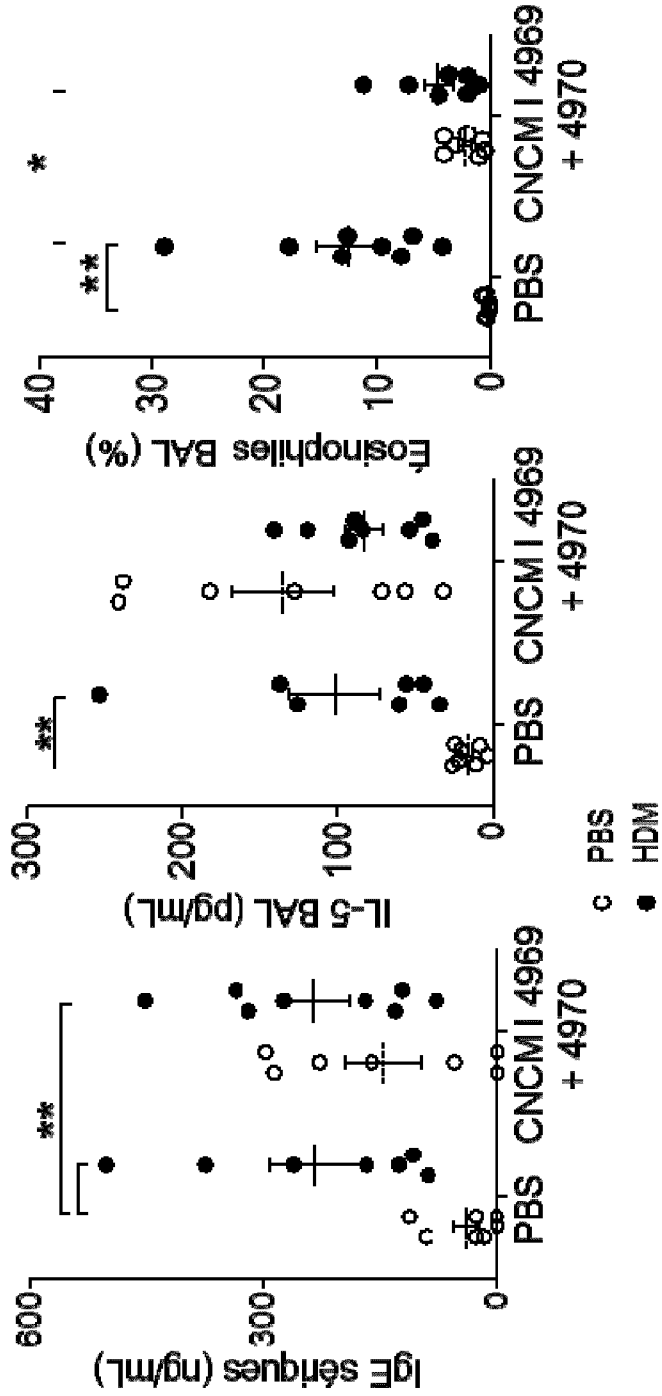 IgE sériques (ng/mL)
600
300
0
**
PBS
CNCM I 4969
+ 4970
IL-5 BAL (pg/mL)
300
200
100
0
**
PBS
CNCM I 4969
+ 4970
Éosinophiles BAL (%)
40
30
20
10
0
**
*
PBS
CNCM I 4969
+ 4970
PBS
HDM